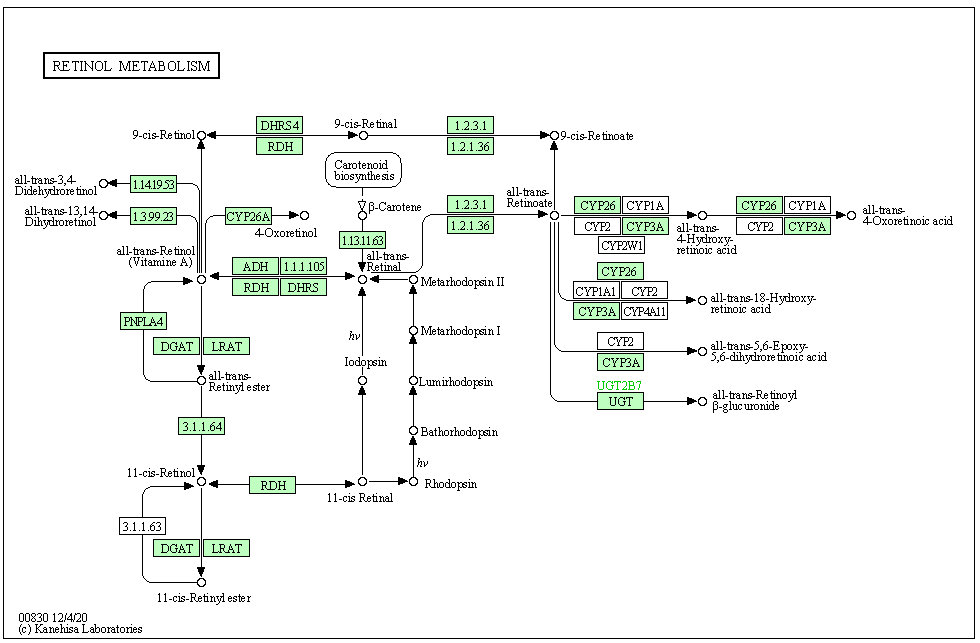 RETINOL METABOLISM
9-cis-Retinol
DHRS4
RDH
9-cis-Retinal
1.2.3.1
1.2.1.36
9-cis-Retinoate
Carotenoid
biosynthesis
all-trans-3,4-
Didehydroretinol
1.14.19.53
all-trans-13,14-
Dihydroretinol
1.3.99.23
CYP26A
4-Oxoretinol
β-Carotene
1.13.11.63
all-trans-
Retinal
1.2.3.1
1.2.1.36
all-trans-
Retinoate
CYP26
CYP1A
CYP2
CYP3A
CYP2W1
all-trans-
4-Hydroxy-
retinoic acid
CYP26
CYP1A
CYP2
CYP3A
all-trans-
4-Oxoretinoic acid
all-trans-Retinol
(Vitamine A)
ADH
1.1.1.105
RDH
DHRS
Metarhodopsin II
CYP26
CYP1A1
CYP2
CYP3A
CYP4A11
all-trans-18-Hydroxy-
retinoic acid
PNPLA4
DGAT
LRAT
hν
Iodopsin
Metarhodopsin I
CYP2
CYP3A
all-trans-5,6-Epoxy-
5,6-dihydroretinoic acid
all-trans-
Retinyl ester
Lumirhodopsin
UGT2B7
UGT
all-trans-Retinoyl
β-glucuronide
3.1.1.64
Bathorhodopsin
hν
11-cis-Retinol
RDH
11-cis Retinal
Rhodopsin
3.1.1.63
DGAT
LRAT
11-cis-Retinyl ester
00830 12/4/20
(c) Kanehisa Laboratories